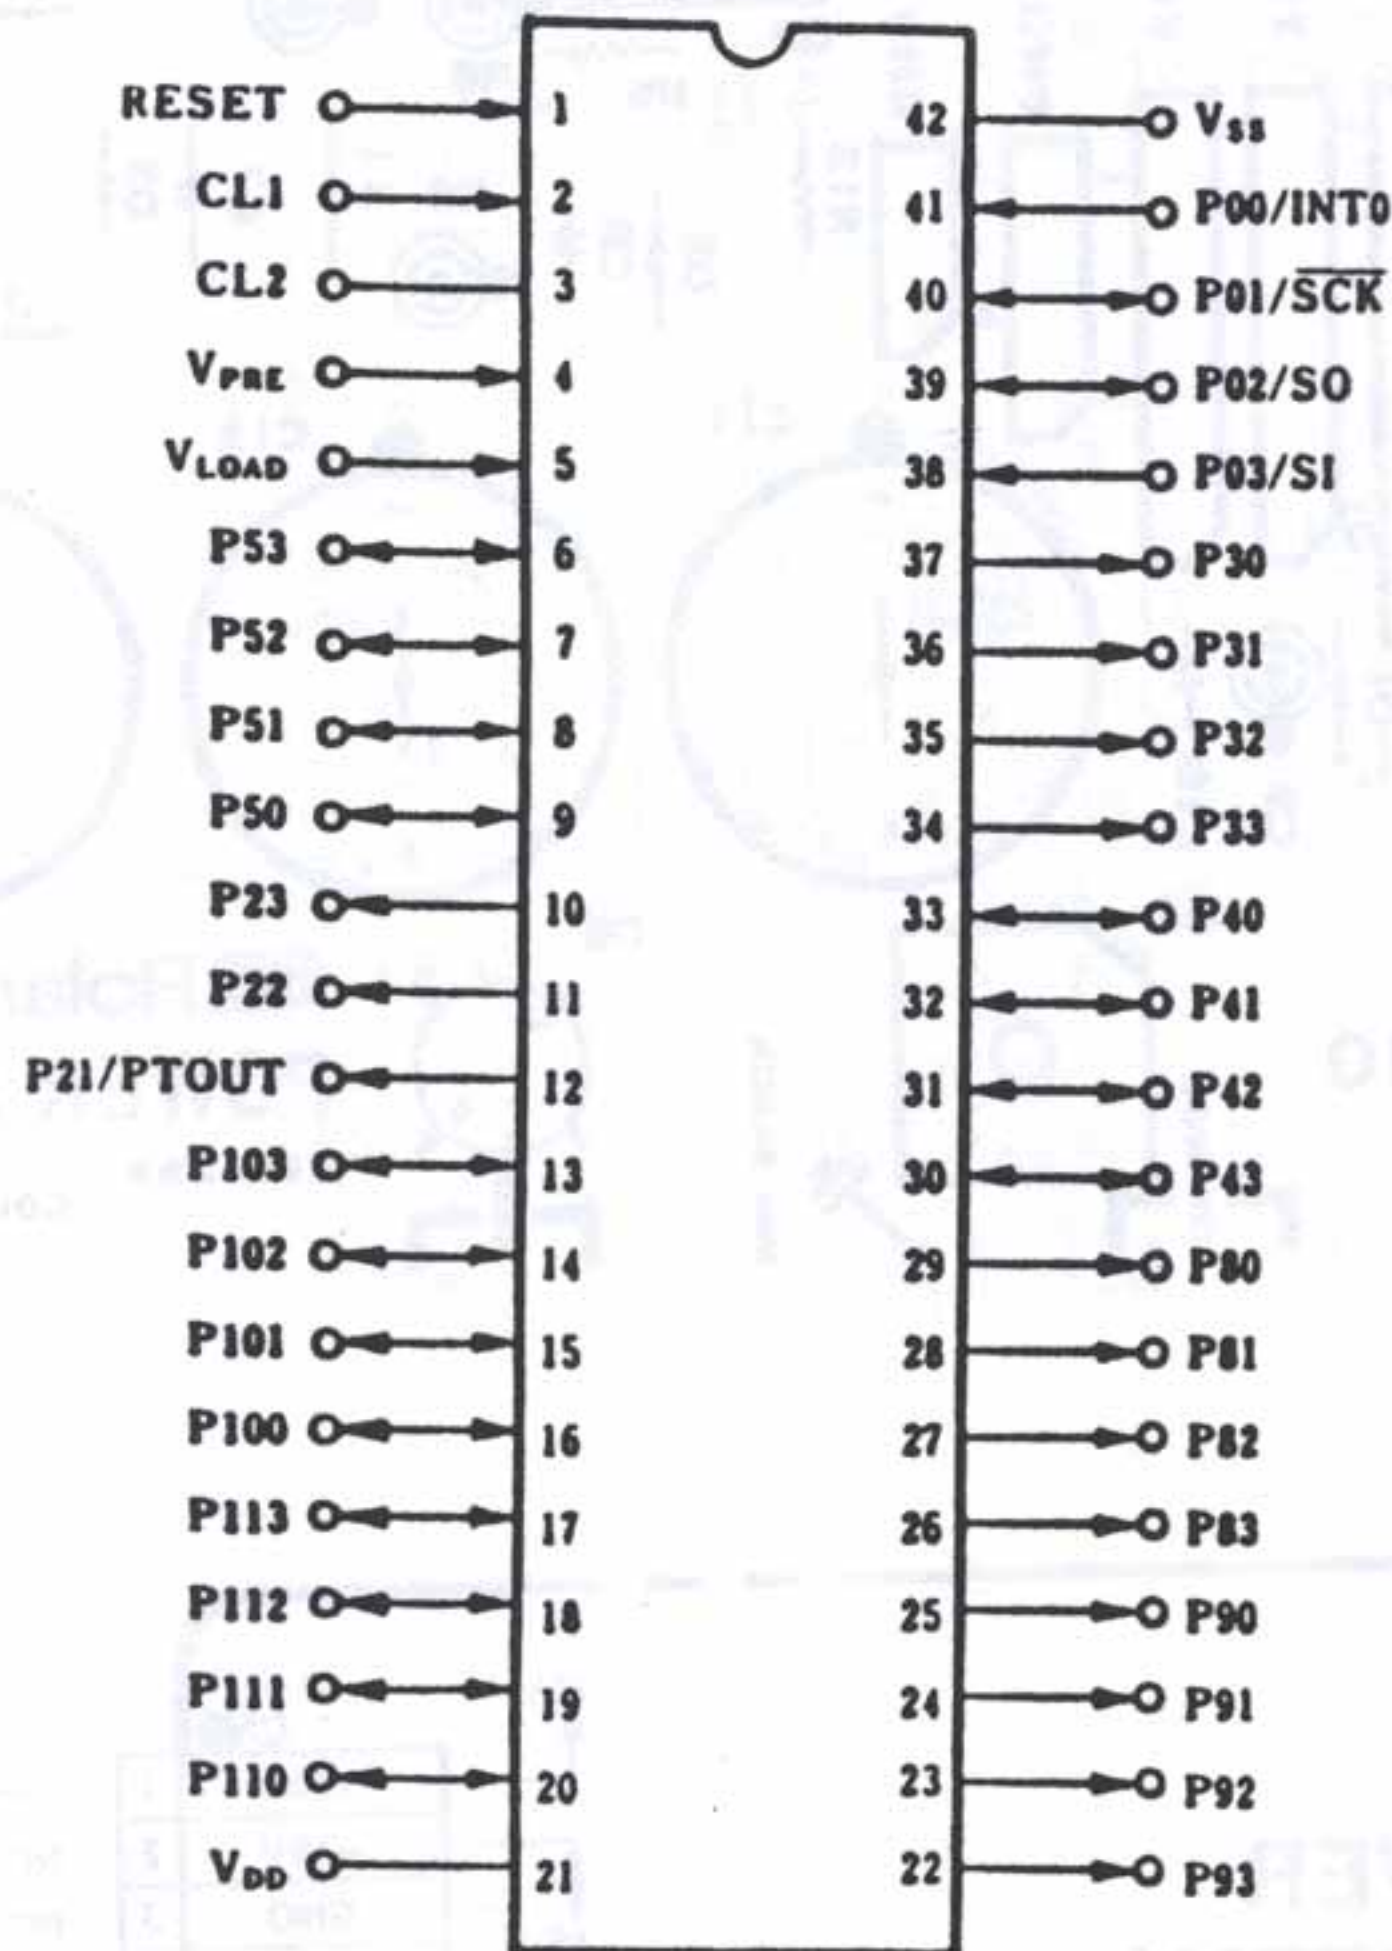 RESET 1 42 VSS
CL1 2 41 P00/INT0
CL2 3 40 P01/S̅C̅K̅
VPRE 4 39 P02/SO
VLOAD 5 38 P03/SI
P53 6 37 P30
P52 7 36 P31
P51 8 35 P32
P50 9 34 P33
P23 10 33 P40
P22 11 32 P41
P21/PTOUT 12 31 P42
P103 13 30 P43
P102 14 29 P80
P101 15 28 P81
P100 16 27 P82
P113 17 26 P83
P112 18 25 P90
P111 19 24 P91
P110 20 23 P92
VDD 21 22 P93